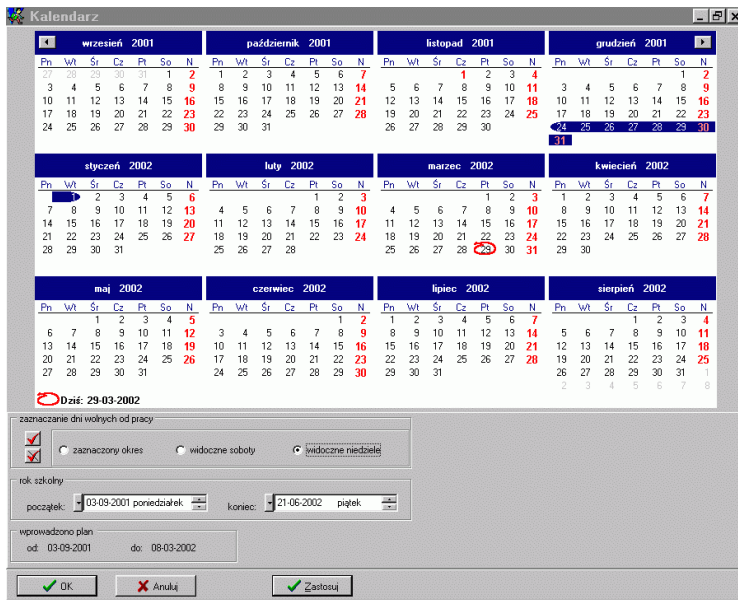 Kalendarz
wrzesień 2001 październik 2001 listopad 2001 grudzień 2001
Pn Wt Śr Cz Pt So N Pn Wt Śr Cz Pt So N Pn Wt Śr Cz Pt So N Pn Wt Śr Cz Pt So N
27 28 29 30 31 1 2 1 2 3 4 5 6 7 1 2 3 4 1 2
3 4 5 6 7 8 9 8 9 10 11 12 13 14 5 6 7 8 9 10 11 3 4 5 6 7 8 9
10 11 12 13 14 15 16 15 16 17 18 19 20 21 12 13 14 15 16 17 18 10 11 12 13 14 15 16
17 18 19 20 21 22 23 22 23 24 25 26 27 28 19 20 21 22 23 24 25 17 18 19 20 21 22 23
24 25 26 27 28 29 30 29 30 31 26 27 28 29 30 24 25 26 27 28 29 30
31
styczeń 2002 luty 2002 marzec 2002 kwiecień 2002
Pn Wt Śr Cz Pt So N Pn Wt Śr Cz Pt So N Pn Wt Śr Cz Pt So N Pn Wt Śr Cz Pt So N
1 2 3 4 5 6 1 2 3 1 2 3 1 2 3 4 5 6 7
7 8 9 10 11 12 13 4 5 6 7 8 9 10 4 5 6 7 8 9 10 8 9 10 11 12 13 14
14 15 16 17 18 19 20 11 12 13 14 15 16 17 11 12 13 14 15 16 17 15 16 17 18 19 20 21
21 22 23 24 25 26 27 18 19 20 21 22 23 24 18 19 20 21 22 23 24 22 23 24 25 26 27 28
28 29 30 31 25 26 27 28 25 26 27 28 29 30 31 29 30
maj 2002 czerwiec 2002 lipiec 2002 sierpień 2002
Pn Wt Śr Cz Pt So N Pn Wt Śr Cz Pt So N Pn Wt Śr Cz Pt So N Pn Wt Śr Cz Pt So N
1 2 3 4 5 1 2 1 2 3 4 5 6 7 1 2 3 4
6 7 8 9 10 11 12 3 4 5 6 7 8 9 8 9 10 11 12 13 14 5 6 7 8 9 10 11
13 14 15 16 17 18 19 10 11 12 13 14 15 16 15 16 17 18 19 20 21 12 13 14 15 16 17 18
20 21 22 23 24 25 26 17 18 19 20 21 22 23 22 23 24 25 26 27 28 19 20 21 22 23 24 25
27 28 29 30 31 24 25 26 27 28 29 30 29 30 31 26 27 28 29 30 31 1
2 3 4 5 6 7 8
Dziś: 29-03-2002
zaznaczanie dni wolnych od pracy
zaznaczony okres widoczne soboty widoczne niedziele
rok szkolny
początek: 03-09-2001 poniedziałek koniec: 21-06-2002 piątek
wprowadzono plan
od: 03-09-2001 do: 08-03-2002
OK Anuluj Zastosuj